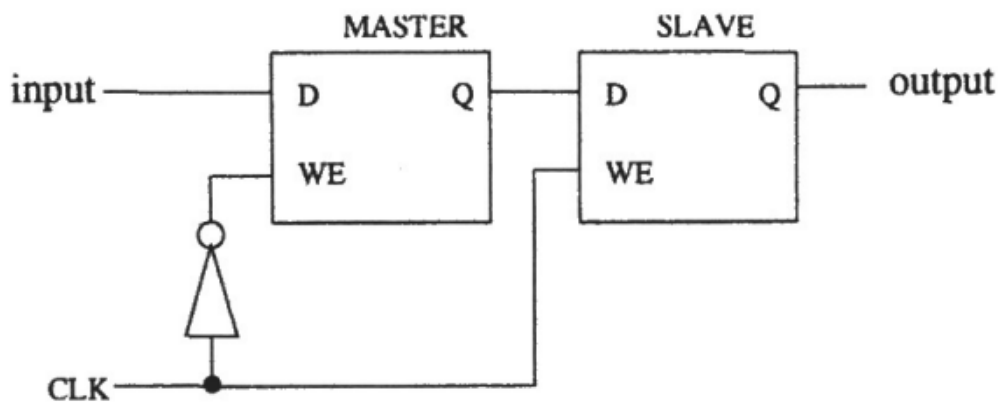 MASTER
SLAVE
input
D
Q
D
Q
output
WE
WE
CLK